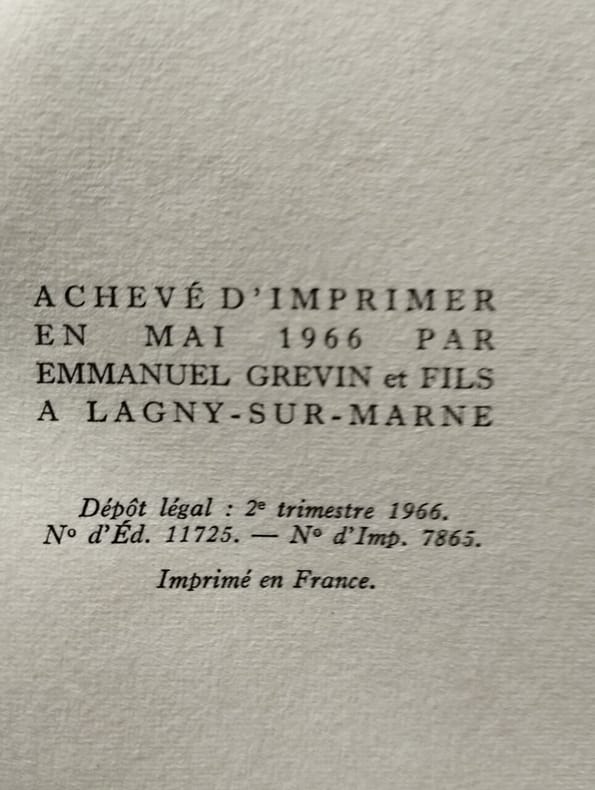 ACHEVÉ D'IMPRIMER
EN MAI 1966 PAR
EMMANUEL GREVIN et FILS
A LAGNY-SUR-MARNE
Dépôt légal : 2e trimestre 1966.
No d'Éd. 11725. — No d'Imp. 7865.
Imprimé en France.